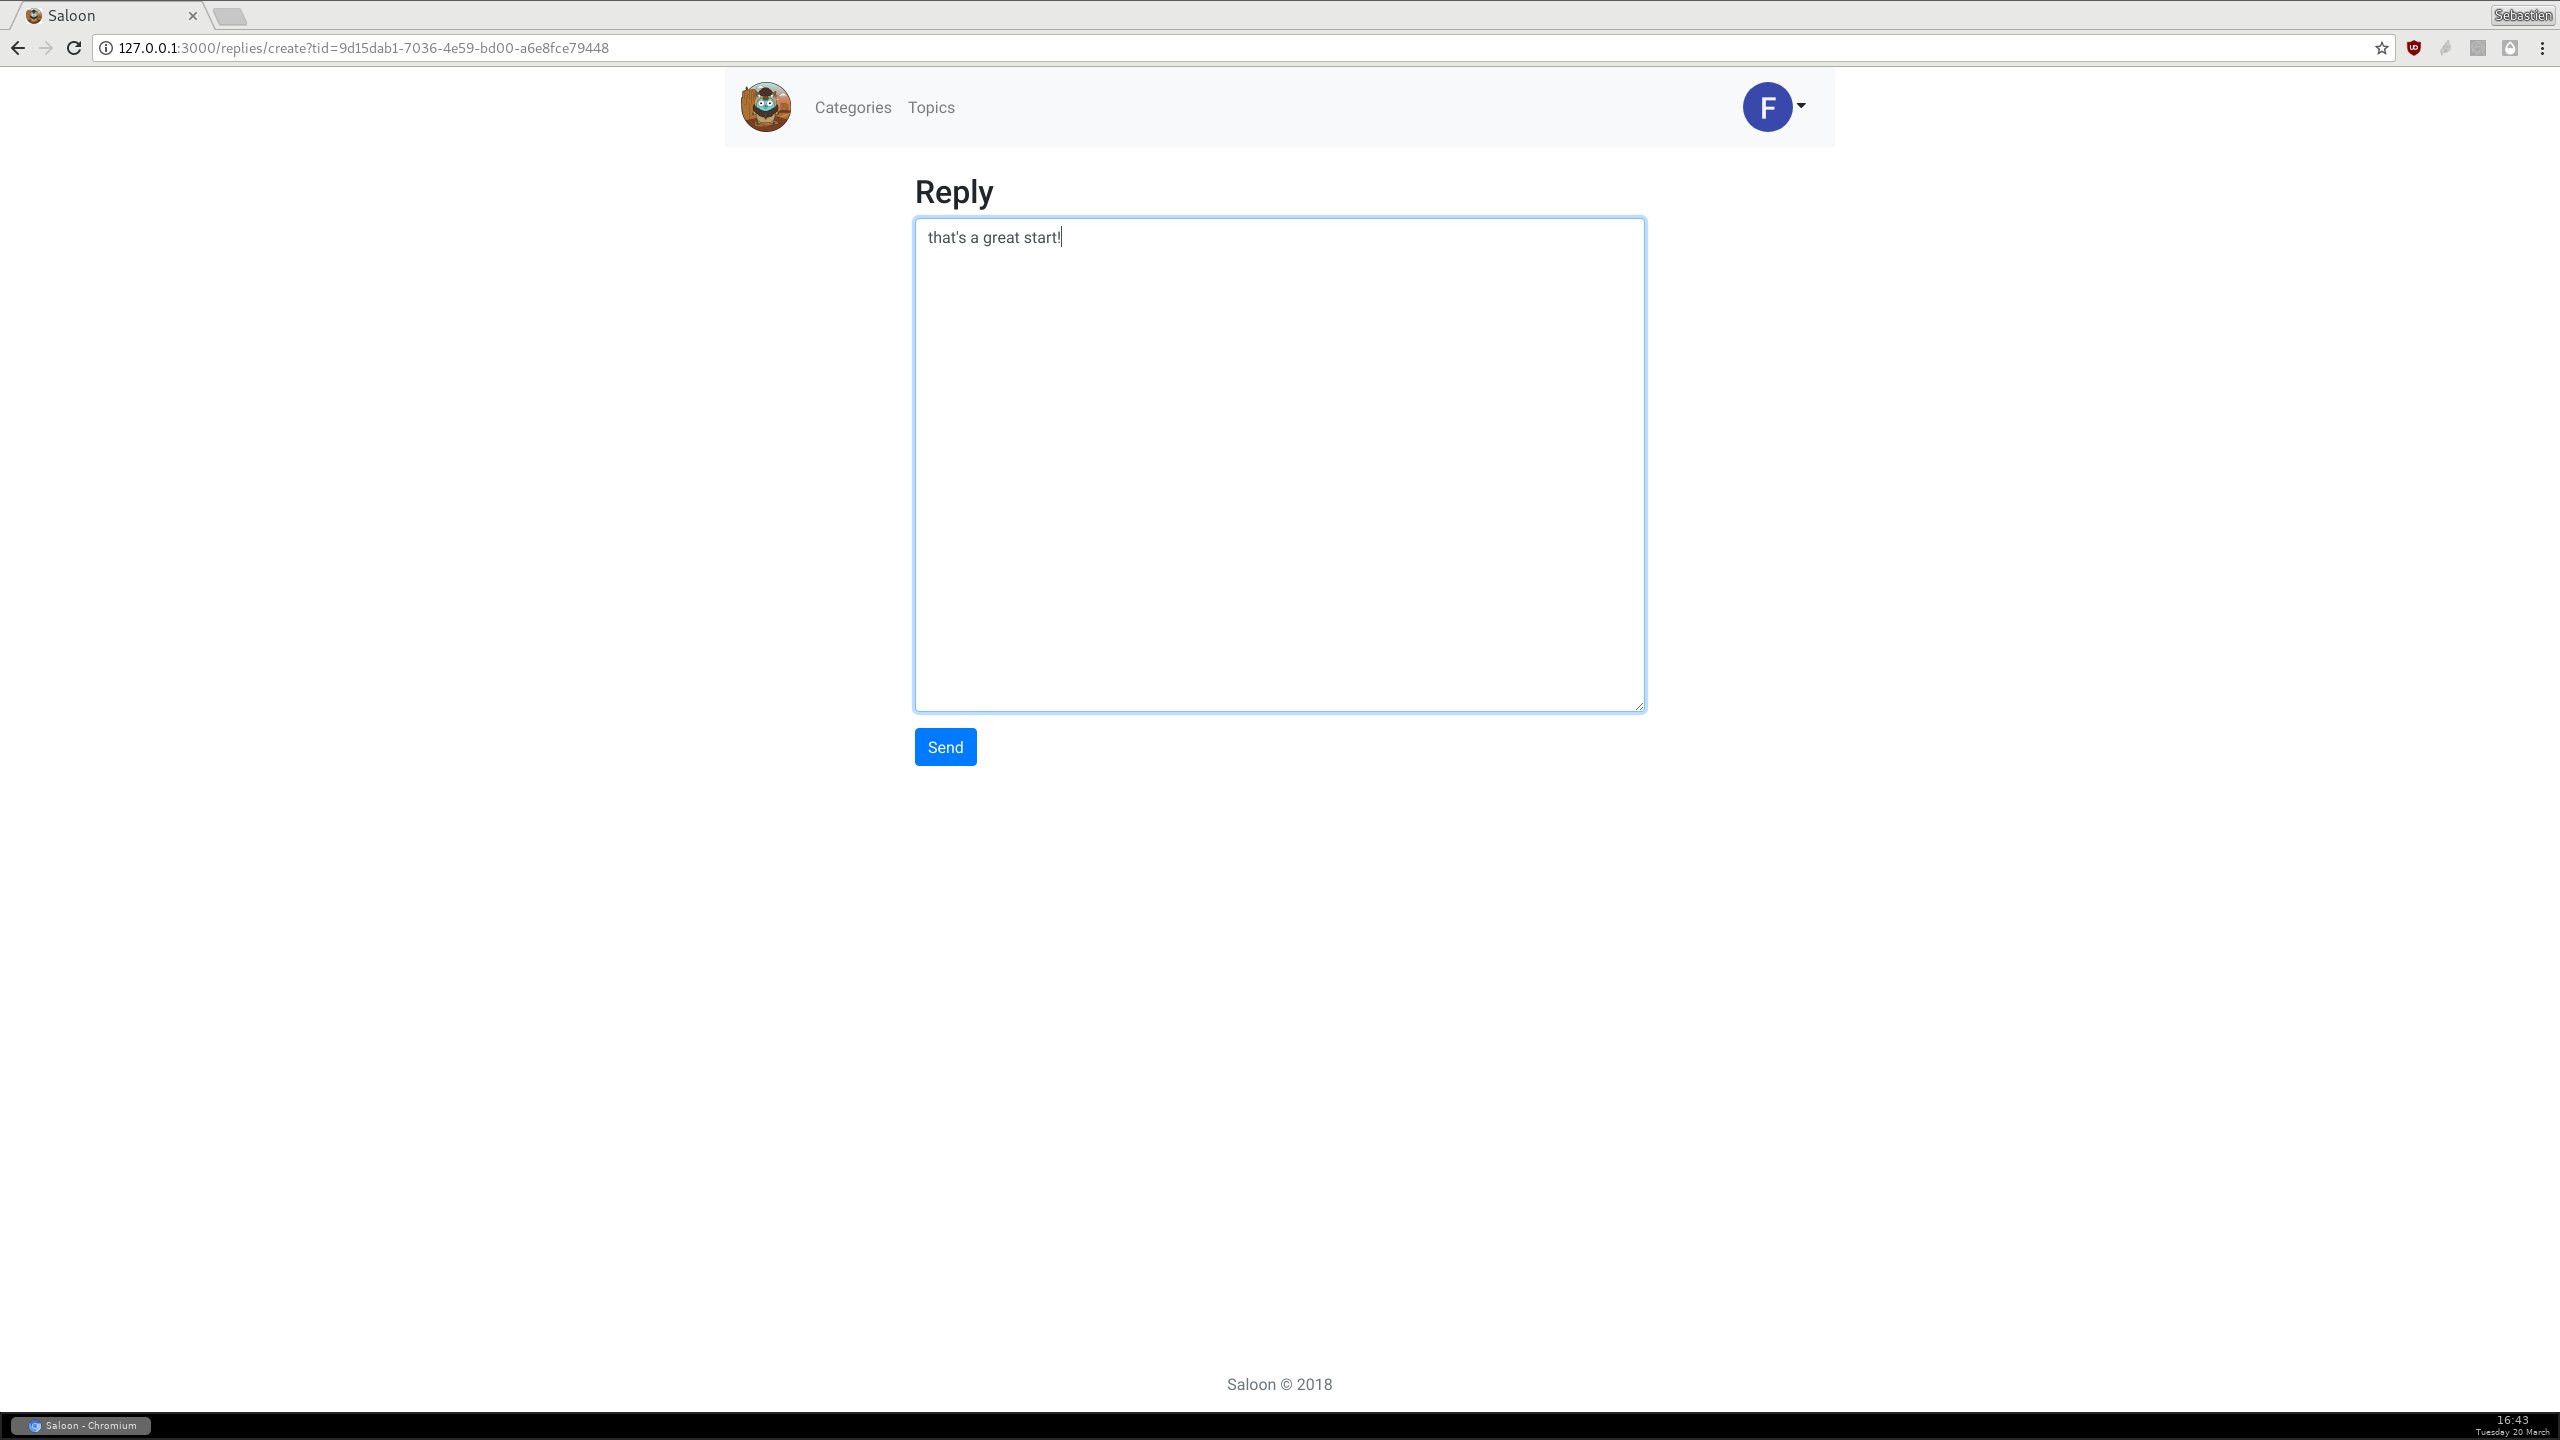 Saloon
Sebastien
127.0.0.1:3000/replies/create?tid=9d15dab1-7036-4e59-bd00-a6e8fce79448
Categories Topics
F
Reply
that's a great start!
Send
Saloon © 2018
Saloon - Chromium
16:43
Tuesday 20 March